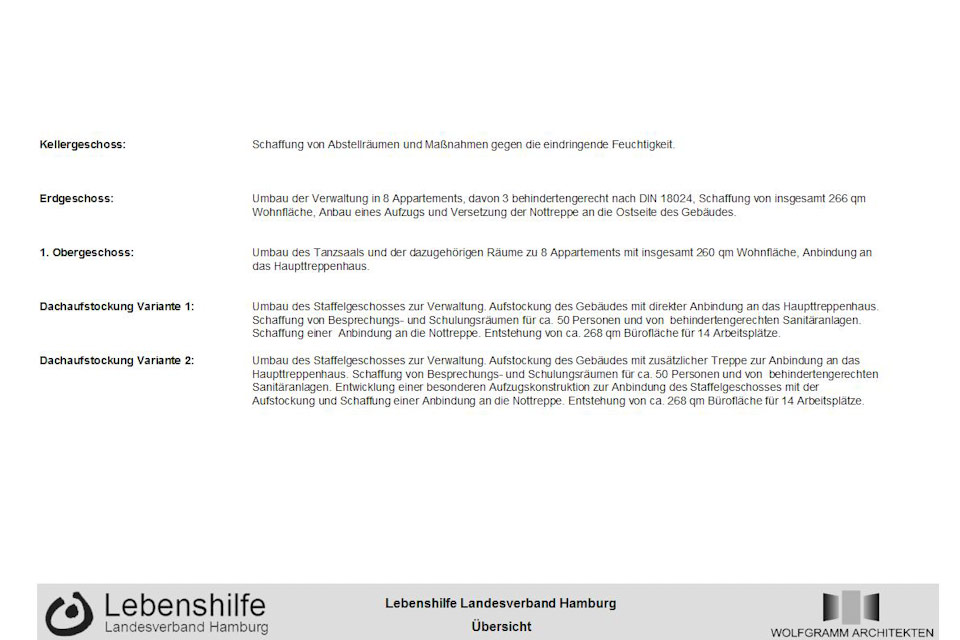 Kellergeschoss: Schaffung von Abstellräumen und Maßnahmen gegen die eindringende Feuchtigkeit.
Erdgeschoss: Umbau der Verwaltung in 8 Appartements, davon 3 behindertengerecht nach DIN 18024, Schaffung von insgesamt 266 qm
Wohnfläche, Anbau eines Aufzugs und Versetzung der Nottreppe an die Ostseite des Gebäudes.
1. Obergeschoss: Umbau des Tanzsaals und der dazugehörigen Räume zu 8 Appartements mit insgesamt 260 qm Wohnfläche, Anbindung an
das Haupttreppenhaus.
Dachaufstockung Variante 1: Umbau des Staffelgeschosses zur Verwaltung. Aufstockung des Gebäudes mit direkter Anbindung an das Haupttreppenhaus.
Schaffung von Besprechungs- und Schulungsräumen für ca. 50 Personen und von behindertengerechten Sanitäranlagen.
Schaffung einer Anbindung an die Nottreppe. Entstehung von ca. 268 qm Bürofläche für 14 Arbeitsplätze.
Dachaufstockung Variante 2: Umbau des Staffelgeschosses zur Verwaltung. Aufstockung des Gebäudes mit zusätzlicher Treppe zur Anbindung an das
Haupttreppenhaus. Schaffung von Besprechungs- und Schulungsräumen für ca. 50 Personen und von behindertengerechten
Sanitäranlagen. Entwicklung einer besonderen Aufzugskonstruktion zur Anbindung des Staffelgeschosses mit der
Aufstockung und Schaffung einer Anbindung an die Nottreppe. Entstehung von ca. 268 qm Bürofläche für 14 Arbeitsplätze.
Lebenshilfe
Landesverband Hamburg
Lebenshilfe Landesverband Hamburg
Übersicht
WOLFGRAMM ARCHITEKTEN